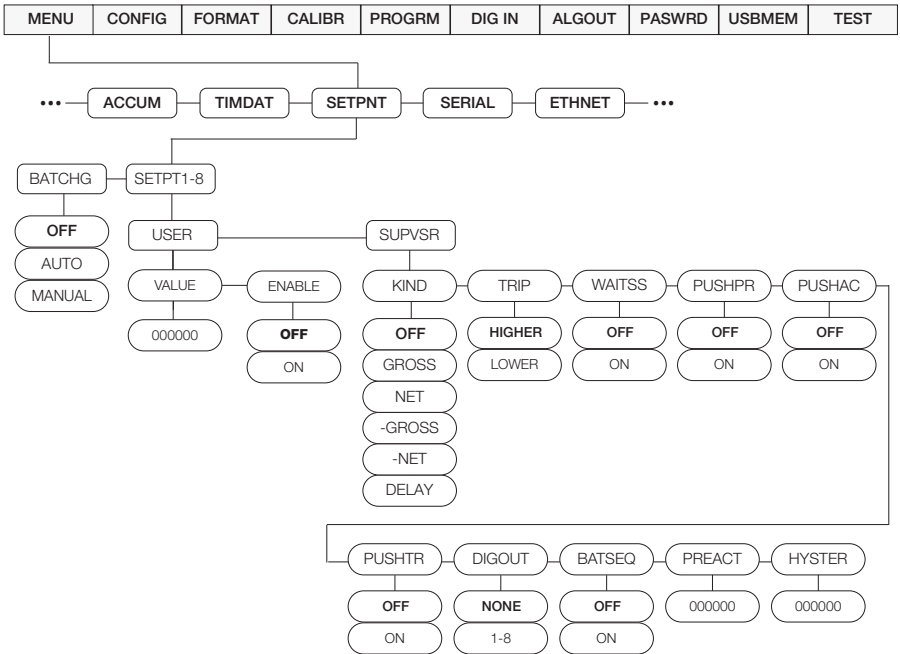 MENU CONFIG FORMAT CALIBR PROGRM DIG IN ALGOUT PASWRD USBMEM TEST
••• ACCUM TIMDAT SETPNT SERIAL ETHNET •••
BATCHG SETPT1-8
OFF USER SUPVSR
AUTO
MANUAL VALUE ENABLE KIND TRIP WAITSS PUSHPR PUSHAC
000000 OFF OFF HIGHER OFF OFF OFF
ON GROSS LOWER ON ON ON
NET
-GROSS
-NET
DELAY
PUSHTR DIGOUT BATSEQ PREACT HYSTER
OFF NONE OFF 000000 000000
ON 1-8 ON